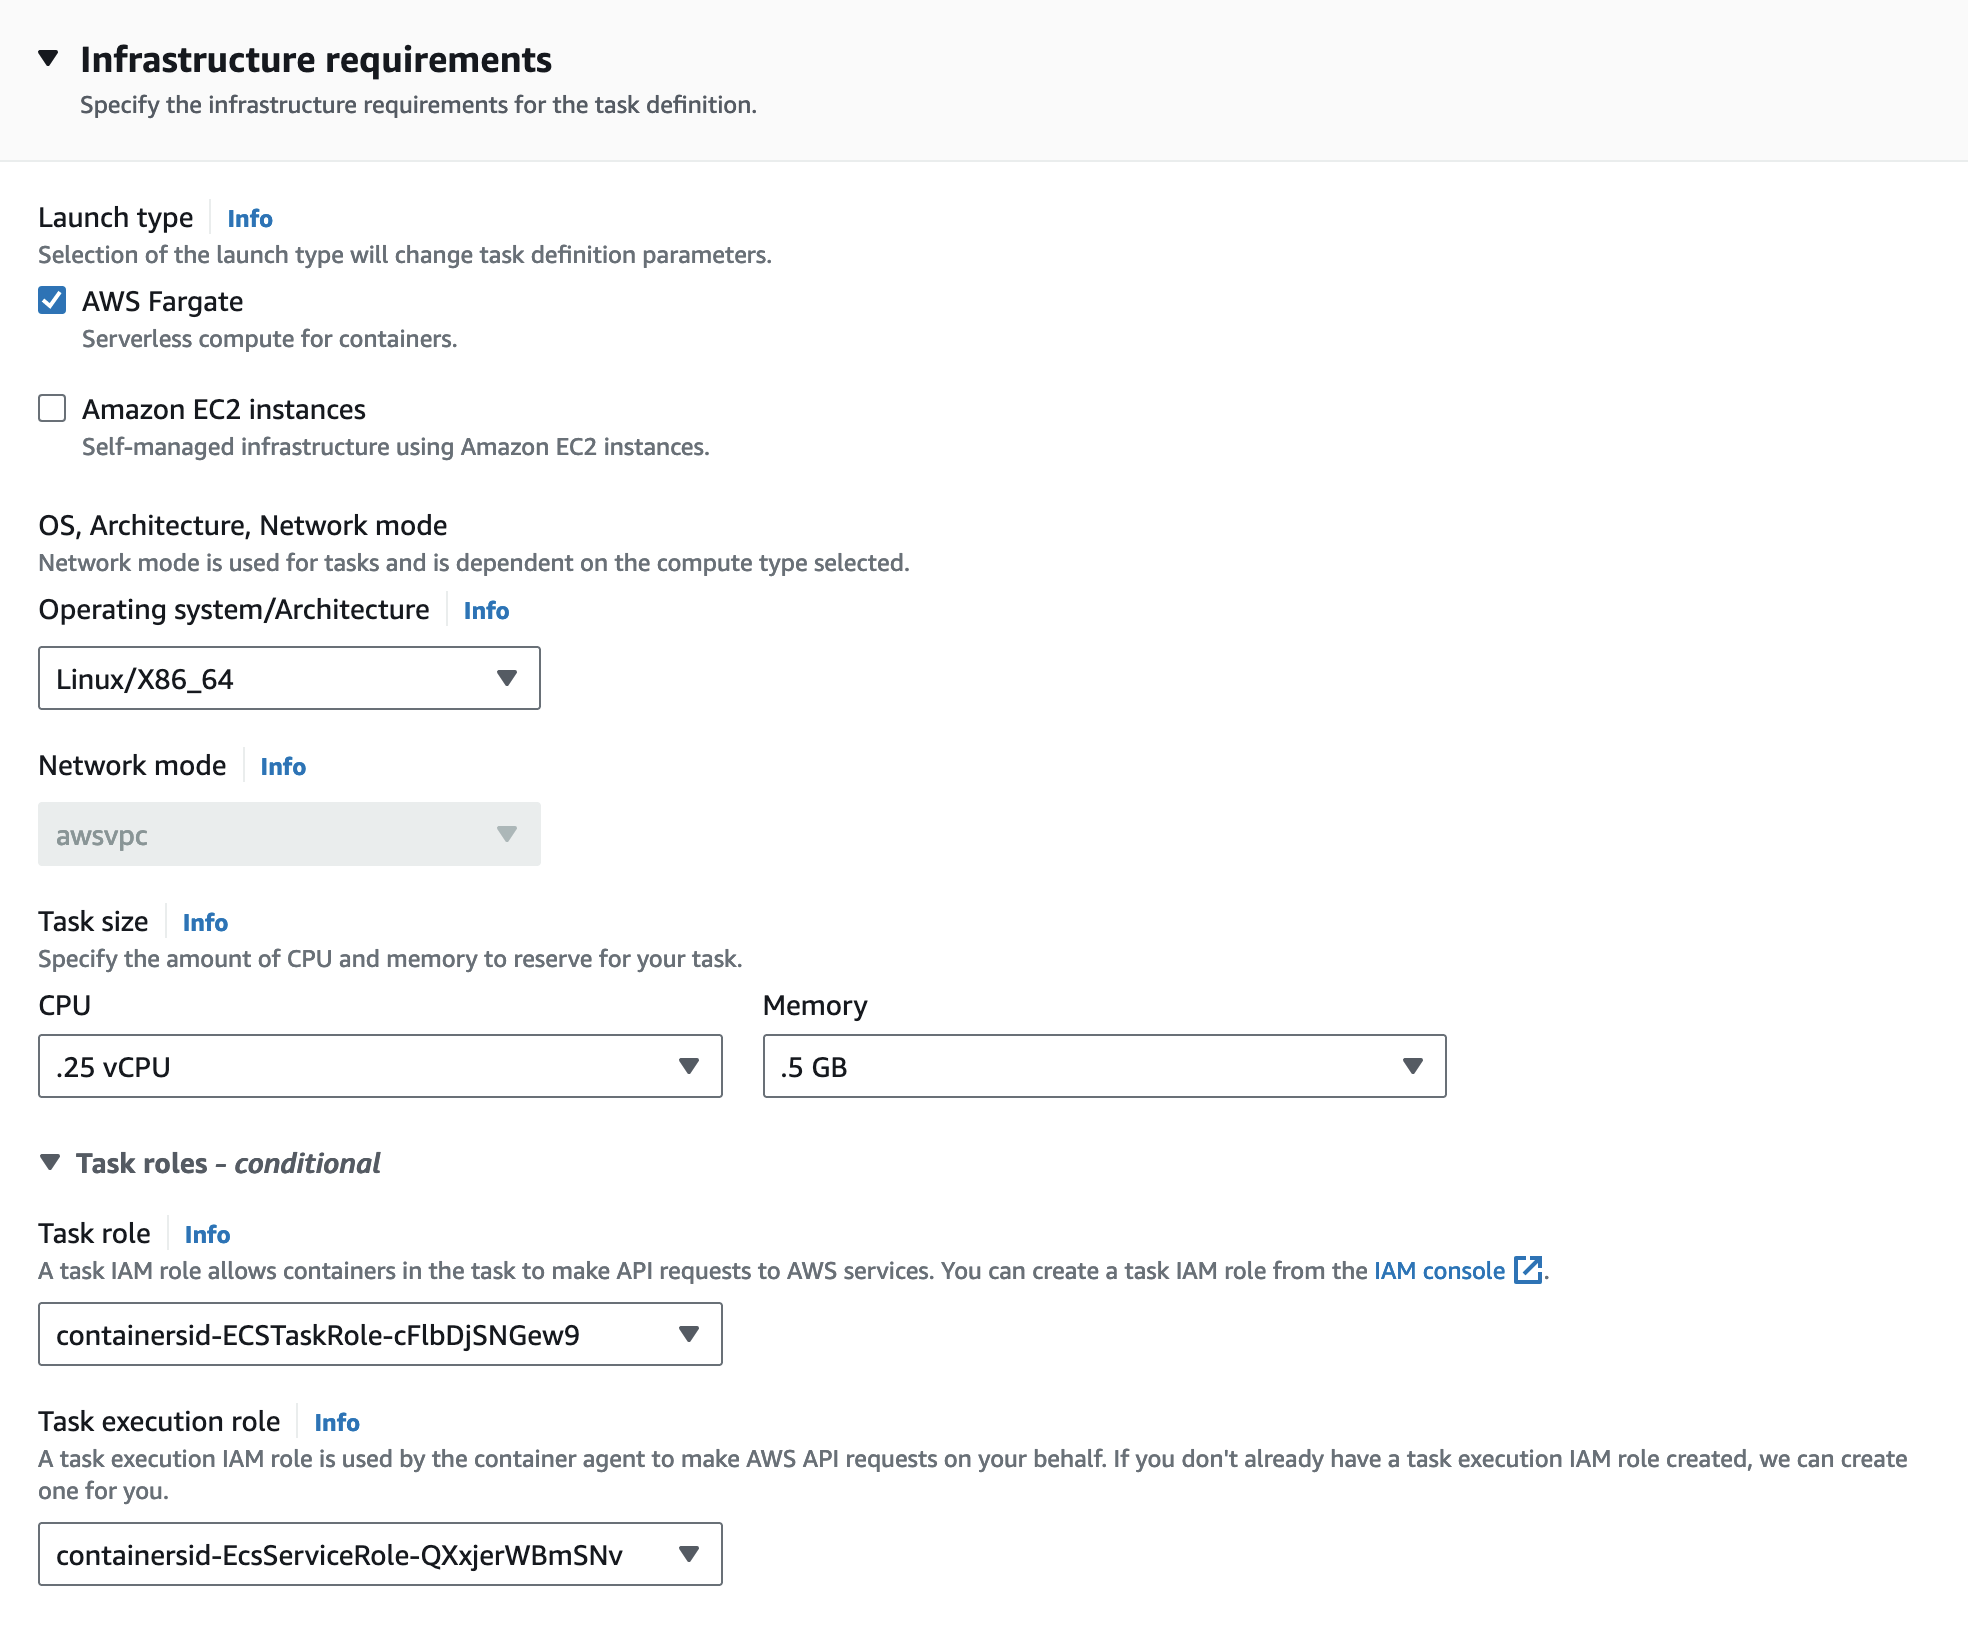 Infrastructure requirements
Specify the infrastructure requirements for the task definition.
Launch type Info
Selection of the launch type will change task definition parameters.
AWS Fargate
Serverless compute for containers.
Amazon EC2 instances
Self-managed infrastructure using Amazon EC2 instances.
OS, Architecture, Network mode
Network mode is used for tasks and is dependent on the compute type selected.
Operating system/Architecture Info
Linux/X86_64
Network mode Info
awsvpc
Task size Info
Specify the amount of CPU and memory to reserve for your task.
CPU Memory
.25 vCPU .5 GB
Task roles - conditional
Task role Info
A task IAM role allows containers in the task to make API requests to AWS services. You can create a task IAM role from the IAM console.
containersid-ECSTaskRole-cFlbDjSNGew9
Task execution role Info
A task execution IAM role is used by the container agent to make AWS API requests on your behalf. If you don't already have a task execution IAM role created, we can create
one for you.
containersid-EcsServiceRole-QXxjerWBmSNv